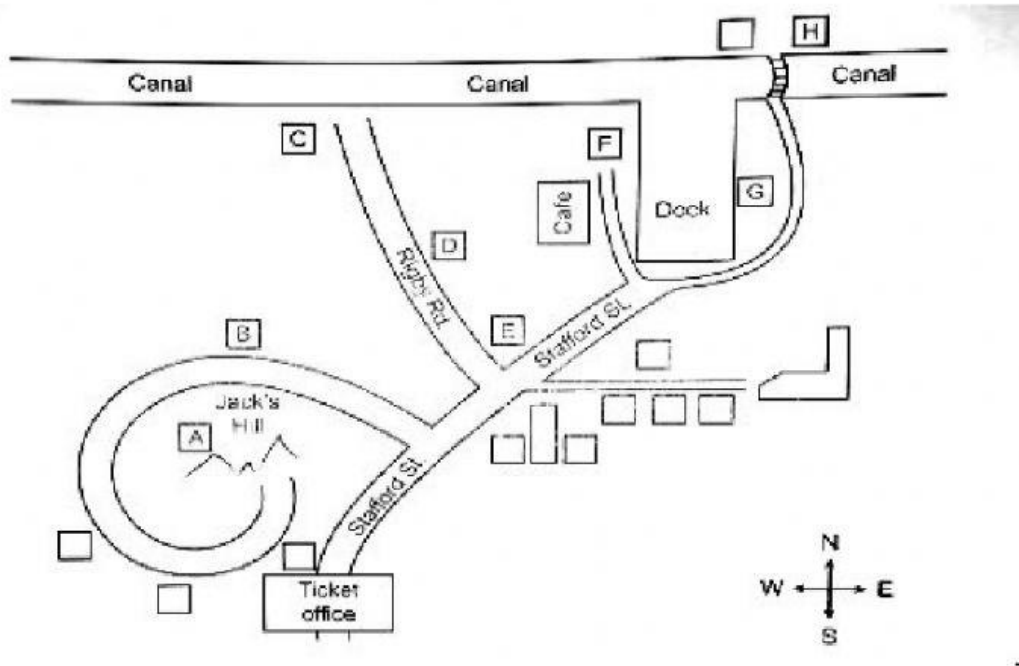 H
Canal
Canal
Canal
C
F
G
Cafe
Dock
D
Rigby Rd.
E
Stafford St.
B
Jack's
Hill
A
Stafford St.
Ticket
office
N
W
E
S